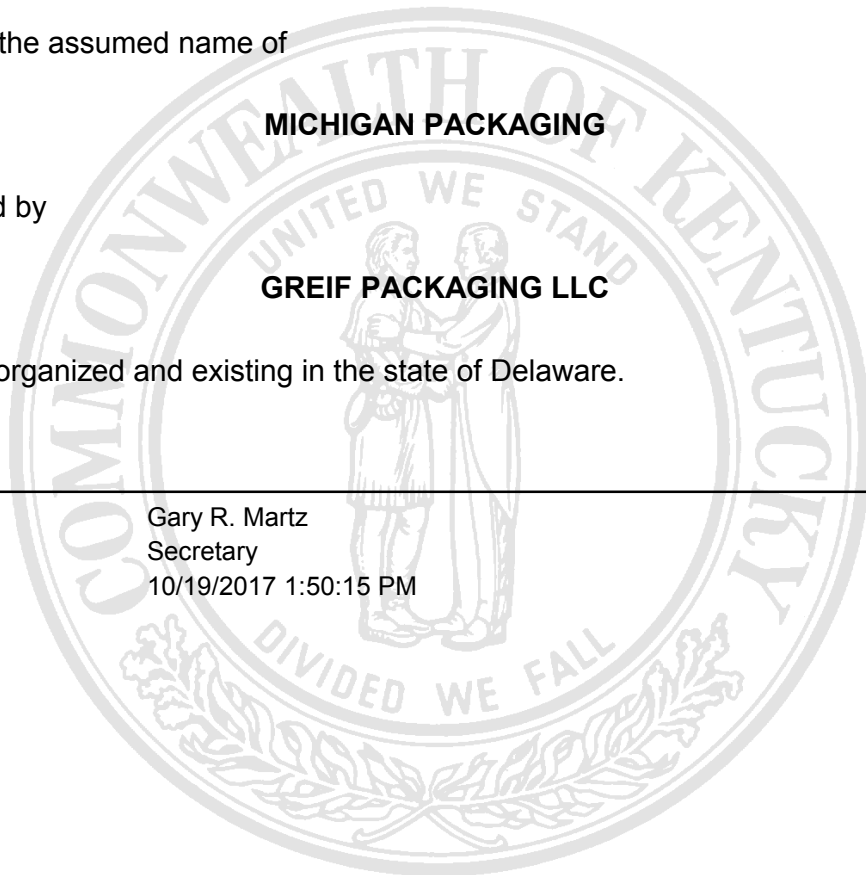 the assumed name of
MICHIGAN PACKAGING
d by
GREIF PACKAGING LLC
organized and existing in the state of Delaware.
Gary R. Martz
Secretary
10/19/2017 1:50:15 PM
COMMONWEALTH OF KENTUCKY
UNITED WE STAND
DIVIDED WE FALL